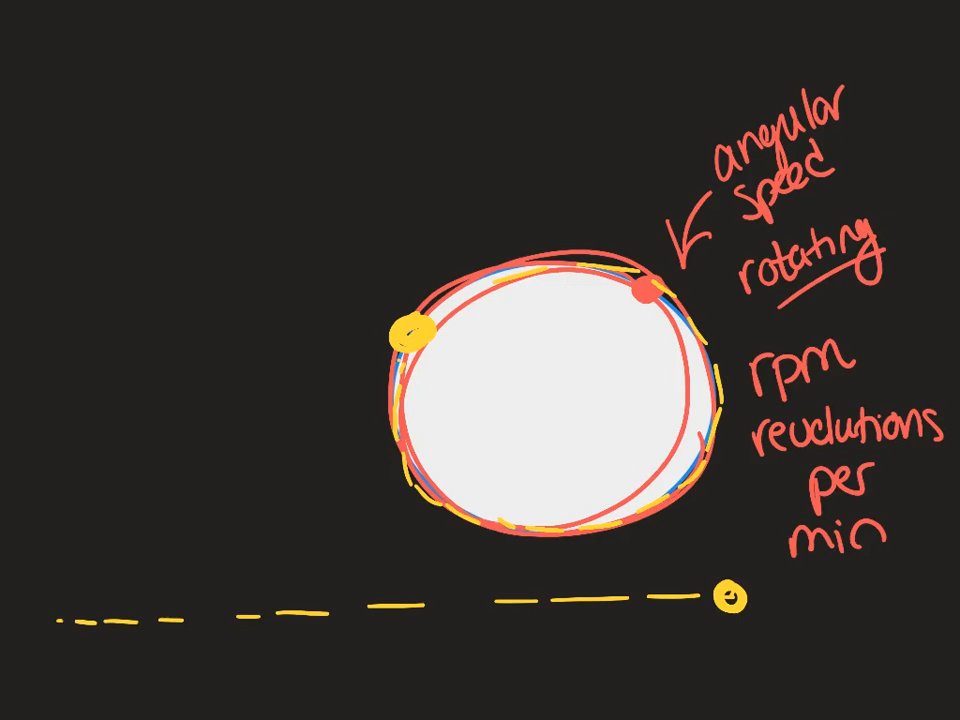 angular
speed
rotating
rpm
revolutions
per
min